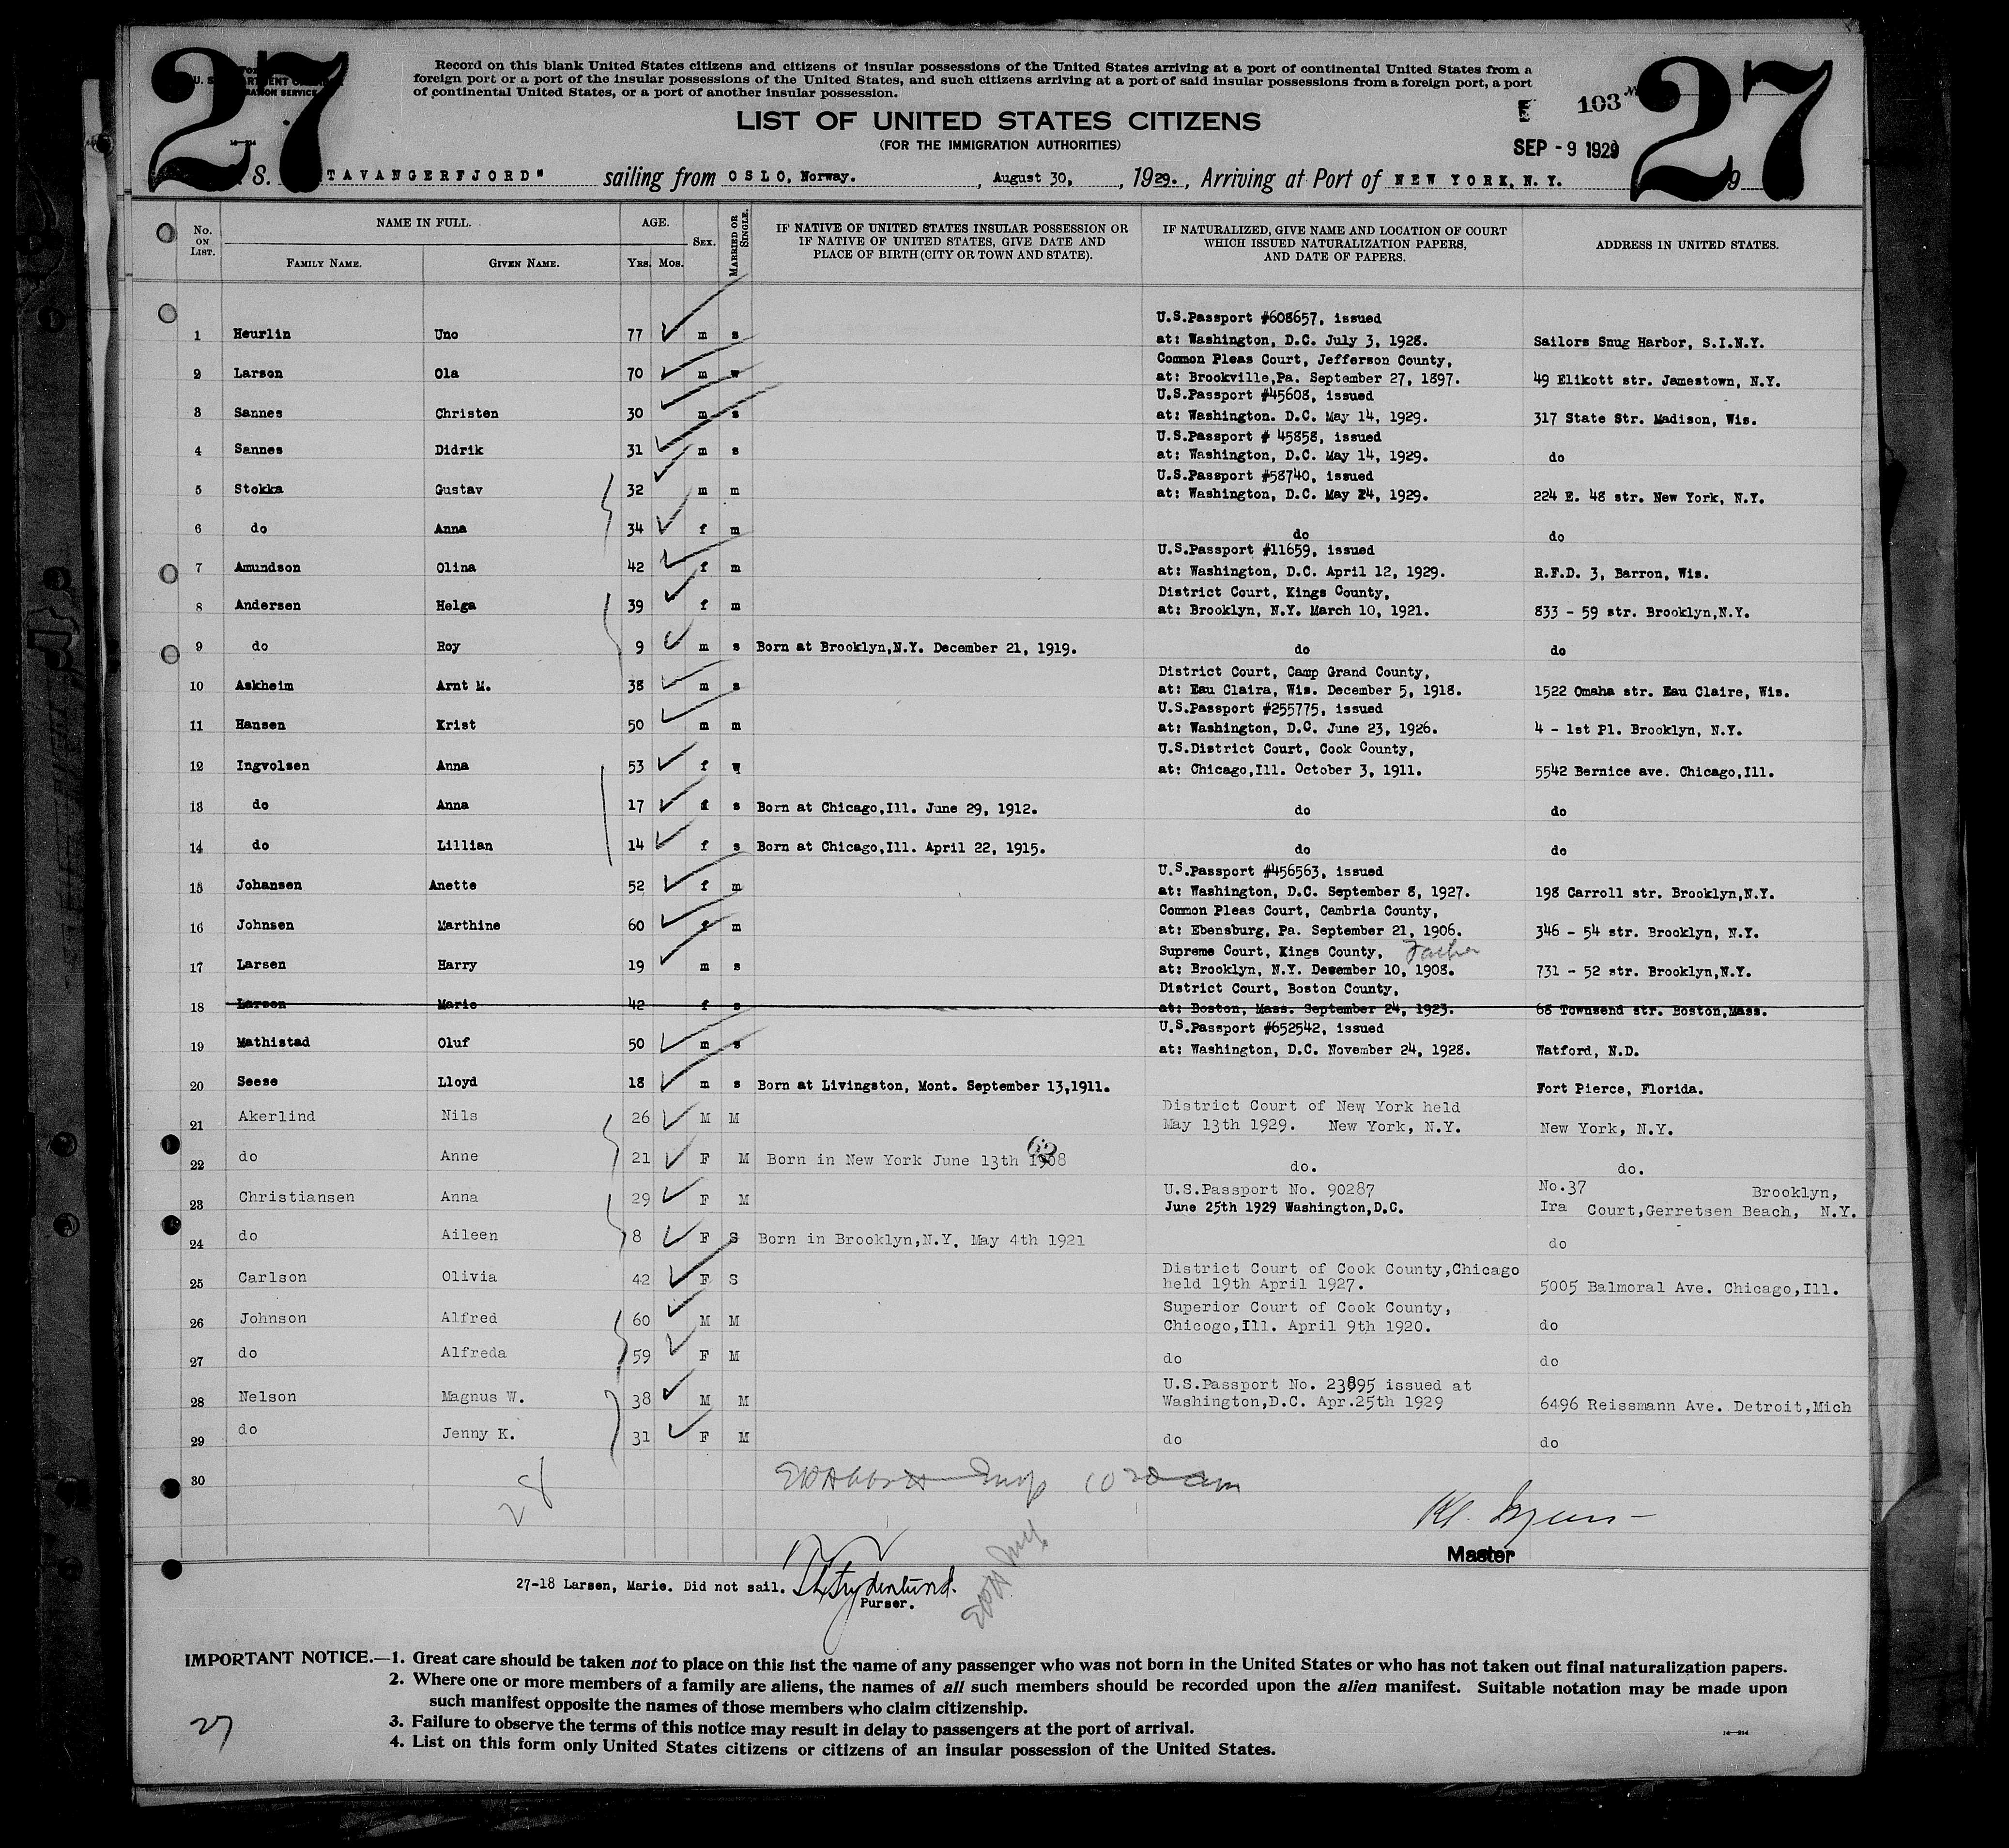 27
27
Record on this blank United States citizens and citizens of insular possessions of the United States arriving at a port of continental United States from a
foreign port or a port of the insular possessions of the United States, and such citizens arriving at a port of said insular possessions from a foreign port, a port
of continental United States, or a port of another insular possession.
LIST OF UNITED STATES CITIZENS
(FOR THE IMMIGRATION AUTHORITIES)
103
SEP - 9 1929
S. TAVANGERFJORD" sailing from OSLO, Norway. , August 30, , 1929. , Arriving at Port of NEW YORK, N.Y. 9
No. ON LIST. NAME IN FULL. AGE. SEX. MARRIED OR SINGLE. IF NATIVE OF UNITED STATES INSULAR POSSESSION OR IF NATIVE OF UNITED STATES, GIVE DATE AND PLACE OF BIRTH (CITY OR TOWN AND STATE). IF NATURALIZED, GIVE NAME AND LOCATION OF COURT WHICH ISSUED NATURALIZATION PAPERS, AND DATE OF PAPERS. ADDRESS IN UNITED STATES.
FAMILY NAME. GIVEN NAME. YRS. MOS.
U.S.Passport #608657, issued
1 Heurlin Uno 77 m s at: Washington, D.C. July 3, 1928. Sailors Snug Harbor, S.I.N.Y.
Common Pleas Court, Jefferson County,
2 Larson Ola 70 m w at: Brookville,Pa. September 27, 1897. 49 Elikott str. Jamestown, N.Y.
U.S.Passport #45608, issued
3 Sannes Christen 30 m s at: Washington. D.C. May 14, 1929. 317 State Str. Madison, Wis.
U.S.Passport # 45858, issued
4 Sannes Didrik 31 m s at: Washington, D.C. May 14, 1929. do
U.S.Passport #58740, issued
5 Stokka Gustav 32 m m at: Washington, D.C. May 24, 1929. 224 E. 48 str. New York, N.Y.
6 do Anna 34 f m do do
U.S.Passport #11659, issued
7 Amundson Olina 42 f m at: Washington, D.C. April 12, 1929. R.F.D. 3, Barron, Wis.
District Court, Kings County,
8 Andersen Helga 39 f m at: Brooklyn, N.Y. March 10, 1921. 833 - 59 str. Brooklyn,N.Y.
9 do Roy 9 m s Born at Brooklyn,N.Y. December 21, 1919. do do
District Court, Camp Grand County,
10 Askheim Arnt M. 38 m s at: Eau Claira, Wis. December 5, 1918. 1522 Omaha str. Eau Claire, Wis.
U.S.Passport #255775, issued
11 Hansen Krist 50 m m at: Washington, D.C. June 23, 1926. 4 - 1st Pl. Brooklyn, N.Y.
U.S.District Court, Cook County,
12 Ingvolsen Anna 53 f w at: Chicago,Ill. October 3, 1911. 5542 Bernice ave. Chicago,Ill.
13 do Anna 17 f s Born at Chicago,Ill. June 29, 1912. do do
14 do Lillian 14 f s Born at Chicago,Ill. April 22, 1915. do do
U.S.Passport #456563, issued
15 Johansen Anette 52 f m at: Washington, D.C. September 8, 1927. 198 Carroll str. Brooklyn,N.Y.
Common Pleas Court, Cambria County,
16 Johnsen Marthine 60 f m at: Ebensburg, Pa. September 21, 1906. 346 - 54 str. Brooklyn, N.Y.
Supreme Court, Kings County, Father
17 Larsen Harry 19 m s at: Brooklyn, N.Y. December 10, 1908. 731 - 52 str. Brooklyn,N.Y.
District Court, Boston County,
18 Larsen Marie 42 f s at: Boston, Mass. September 24, 1923. 68 Townsend str. Boston,Mass.
U.S.Passport #652542, issued
19 Mathistad Oluf 50 m s at: Washington, D.C. November 24, 1928. Watford, N.D.
20 Seese Lloyd 18 m s Born at Livingston, Mont. September 13,1911. Fort Pierce, Florida.
District Court of New York held
21 Akerlind Nils 26 M M May 13th 1929. New York, N.Y. New York, N.Y.
22 do Anne 21 F M Born in New York June 13th 1908 do. do.
U.S.Passport No. 90287 No.37 Brooklyn,
23 Christiansen Anna 29 F M June 25th 1929 Washington,D.C. Ira Court,Gerretsen Beach, N.Y.
24 do Aileen 8 F S Born in Brooklyn,N.Y. May 4th 1921 do
District Court of Cook County,Chicago
25 Carlson Olivia 42 F S held 19th April 1927. 5005 Balmoral Ave. Chicago,Ill.
Superior Court of Cook County,
26 Johnson Alfred 60 M M Chicogo,Ill. April 9th 1920. do
27 do Alfreda 59 F M do do
U.S.Passport No. 23895 issued at
28 Nelson Magnus W. 38 M M Washington,D.C. Apr.25th 1929 6496 Reissmann Ave. Detroit,Mich
29 do Jenny K. 31 F M do do
30
28
Master
27-18 Larsen, Marie. Did not sail.
Purser.
IMPORTANT NOTICE.—1. Great care should be taken not to place on this list the name of any passenger who was not born in the United States or who has not taken out final naturalization papers.
2. Where one or more members of a family are aliens, the names of all such members should be recorded upon the alien manifest. Suitable notation may be made upon
such manifest opposite the names of those members who claim citizenship.
3. Failure to observe the terms of this notice may result in delay to passengers at the port of arrival.
4. List on this form only United States citizens or citizens of an insular possession of the United States.
27
14—214